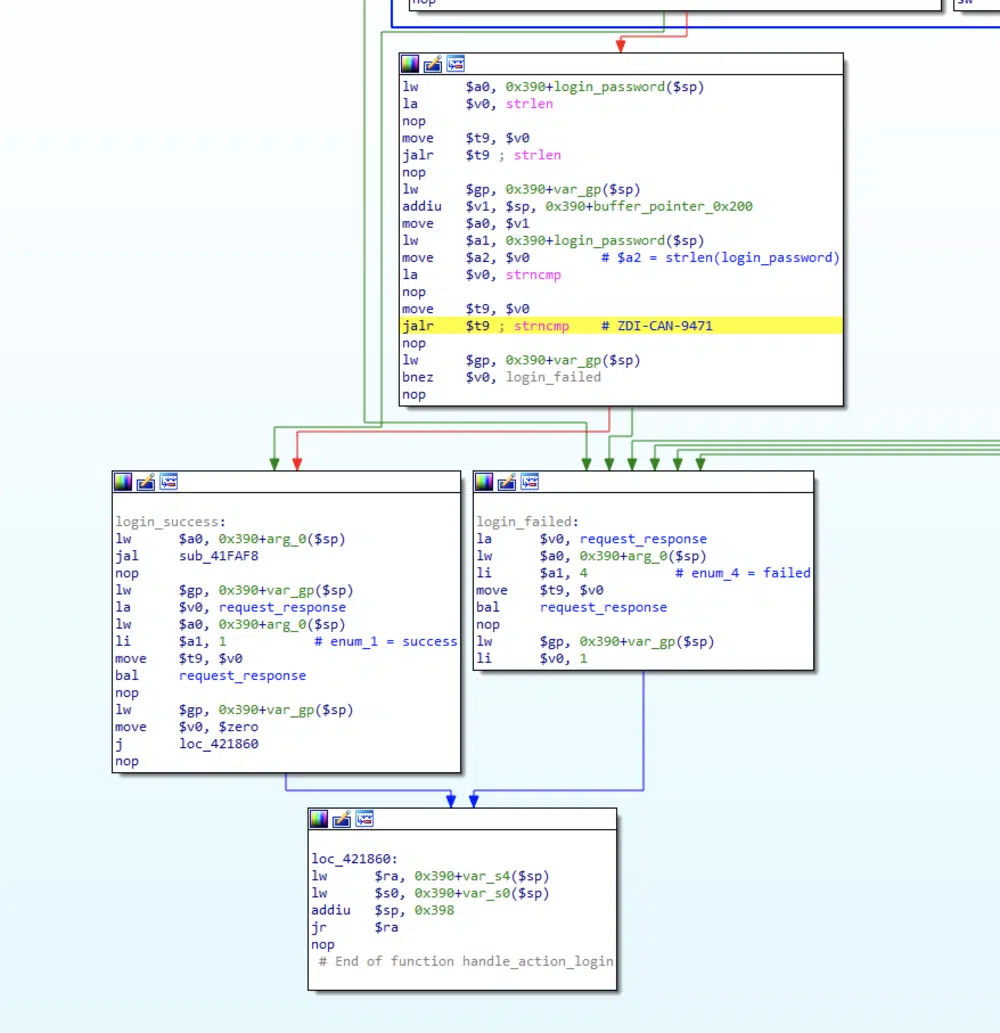 nop
lw $a0, 0x390+login_password($sp)
la $v0, strlen
nop
move $t9, $v0
jalr $t9 ; strlen
nop
lw $gp, 0x390+var_gp($sp)
addiu $v1, $sp, 0x390+buffer_pointer_0x200
move $a0, $v1
lw $a1, 0x390+login_password($sp)
move $a2, $v0 # $a2 = strlen(login_password)
la $v0, strncmp
nop
move $t9, $v0
jalr $t9 ; strncmp # ZDI-CAN-9471
nop
lw $gp, 0x390+var_gp($sp)
bnez $v0, login_failed
nop
login_success:
lw $a0, 0x390+arg_0($sp)
jal sub_41FAF8
nop
lw $gp, 0x390+var_gp($sp)
la $v0, request_response
lw $a0, 0x390+arg_0($sp)
li $a1, 1 # enum_1 = success
move $t9, $v0
bal request_response
nop
lw $gp, 0x390+var_gp($sp)
move $v0, $zero
j loc_421860
nop
login_failed:
la $v0, request_response
lw $a0, 0x390+arg_0($sp)
li $a1, 4 # enum_4 = failed
move $t9, $v0
bal request_response
nop
lw $gp, 0x390+var_gp($sp)
li $v0, 1
loc_421860:
lw $ra, 0x390+var_s4($sp)
lw $s0, 0x390+var_s0($sp)
addiu $sp, 0x398
jr $ra
nop
# End of function handle_action_login